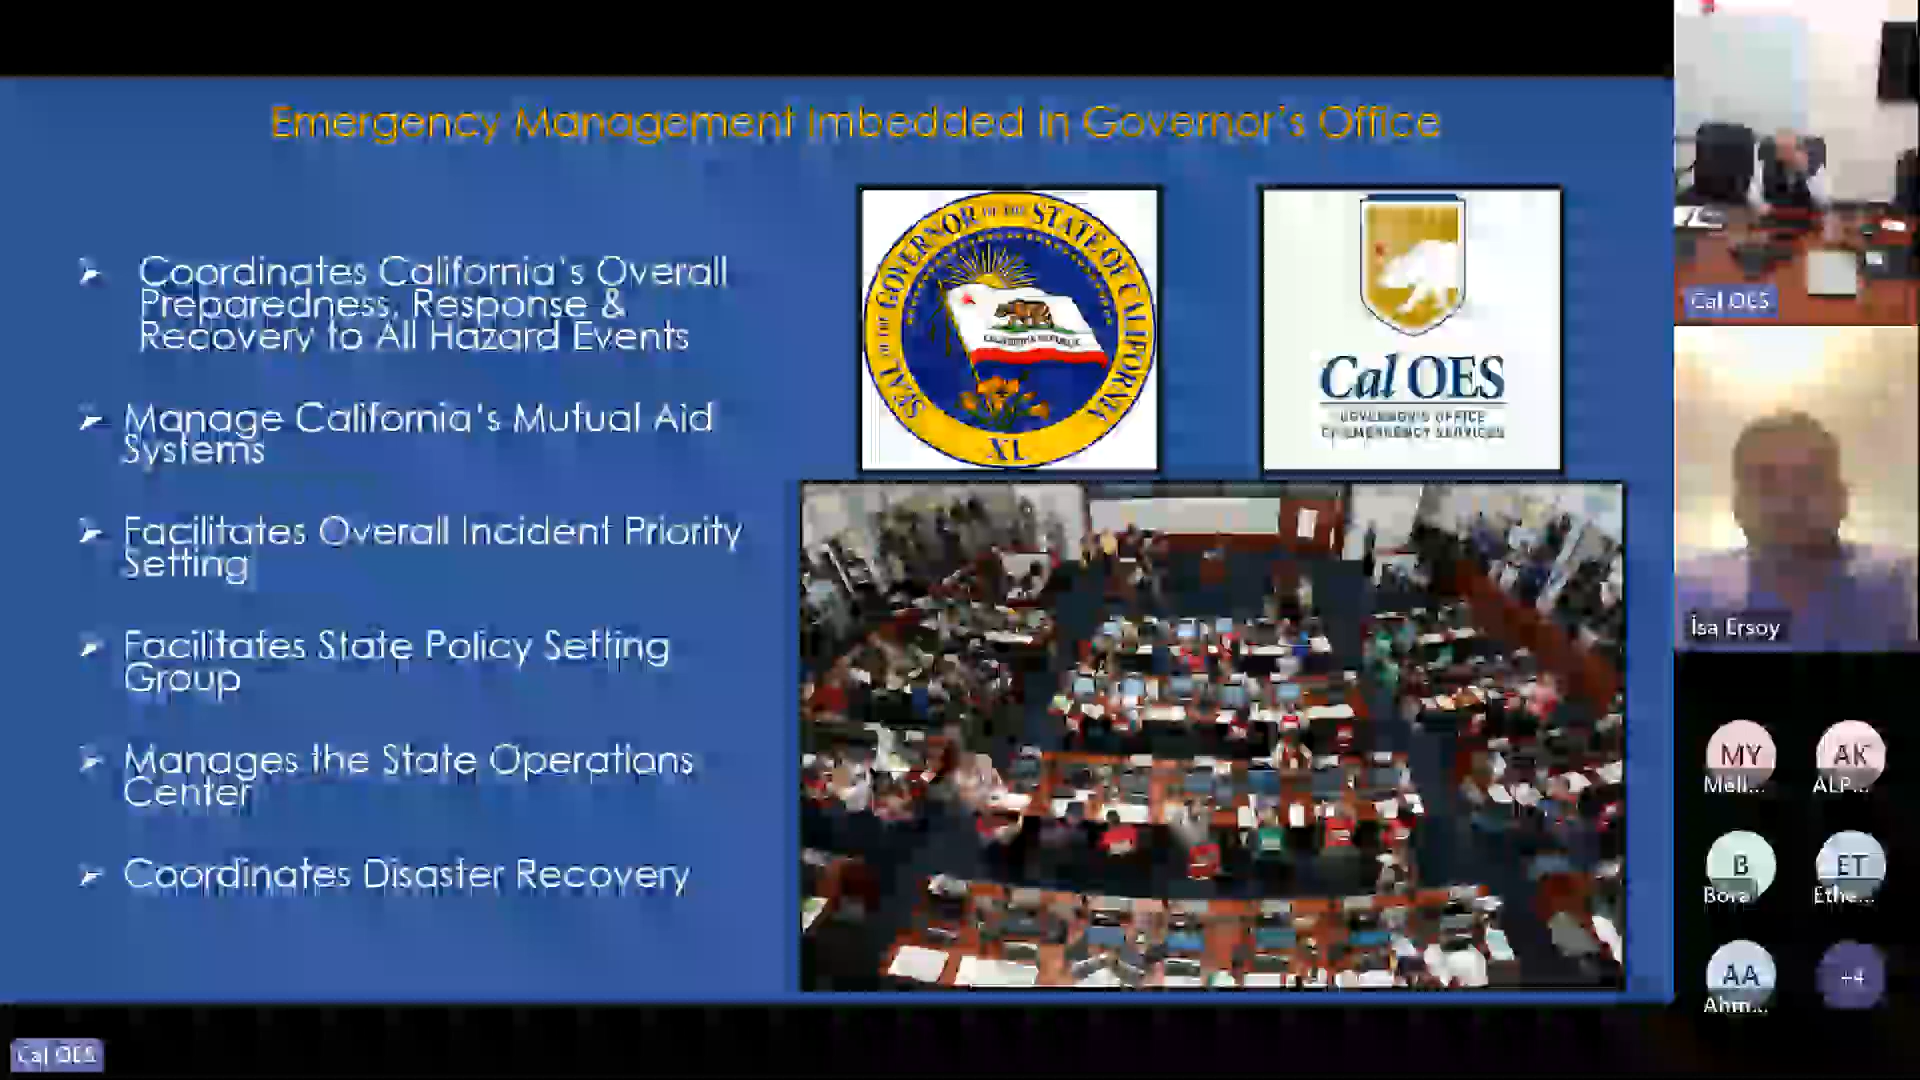 Emergency Management Imbedded in Governor's Office
Coordinates California's Overall
Preparedness, Response &
Recovery to All Hazard Events
Manage California's Mutual Aid
Systems
Facilitates Overall Incident Priority
Setting
Facilitates State Policy Setting
Group
Manages the State Operations
Center
Coordinates Disaster Recovery
SEAL OF THE GOVERNOR OF THE STATE OF CALIFORNIA
CALIFORNIA REPUBLIC
XL
Cal OES
GOVERNOR'S OFFICE
OF EMERGENCY SERVICES
Cal OES
İsa Ersoy
MY
AK
Meli...
ALP...
B
ET
Bora
Ethe...
AA
+4
Ahm...
Cal OES